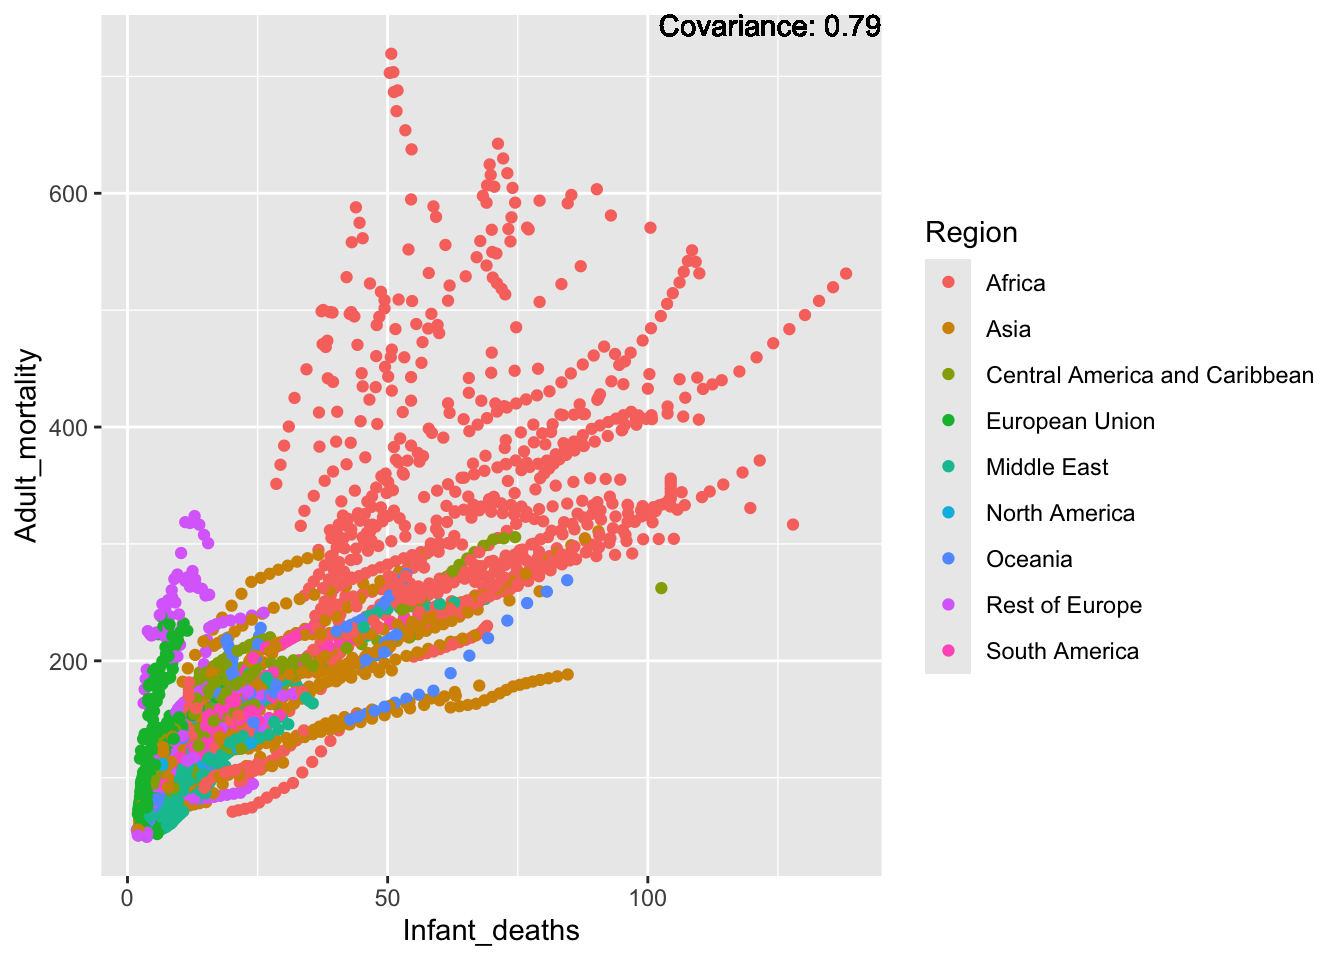 Covariance: 0.79
600
400
200
Adult_mortality
0
50
100
Infant_deaths
Region
Africa
Asia
Central America and Caribbean
European Union
Middle East
North America
Oceania
Rest of Europe
South America